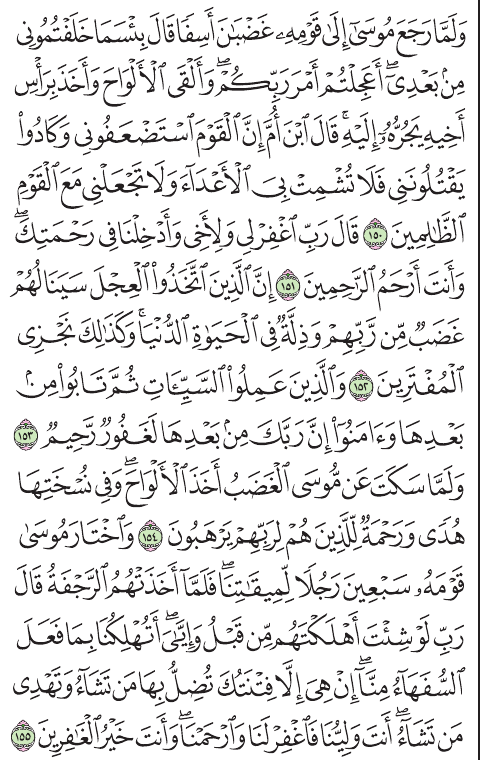 وَلَمَّا رَجَعَ مُوسَىٰٓ إِلَىٰ قَوْمِهِۦ غَضْبَٰنَ أَسِفٗا قَالَ بِئْسَمَا خَلَفْتُمُونِي
مِنۢ بَعْدِيٓۖ أَعَجِلْتُمْ أَمْرَ رَبِّكُمْۖ وَأَلْقَى ٱلْأَلْوَاحَ وَأَخَذَ بِرَأْسِ
أَخِيهِ يَجُرُّهُۥٓ إِلَيْهِۚ قَالَ ٱبْنَ أُمَّ إِنَّ ٱلْقَوْمَ ٱسْتَضْعَفُونِي وَكَادُواْ
يَقْتُلُونَنِي فَلَا تُشْمِتْ بِيَ ٱلْأَعْدَآءَ وَلَا تَجْعَلْنِي مَعَ ٱلْقَوْمِ
ٱلظَّٰلِمِينَ ١٥٠ قَالَ رَبِّ ٱغْفِرْ لِي وَلِأَخِي وَأَدْخِلْنَا فِي رَحْمَتِكَۖ
وَأَنتَ أَرْحَمُ ٱلرَّٰحِمِينَ ١٥١ إِنَّ ٱلَّذِينَ ٱتَّخَذُواْ ٱلْعِجْلَ سَيَنَالُهُمْ
غَضَبٞ مِّن رَّبِّهِمْ وَذِلَّةٞ فِي ٱلْحَيَوٰةِ ٱلدُّنْيَاۚ وَكَذَٰلِكَ نَجْزِي
ٱلْمُفْتَرِينَ ١٥٢ وَٱلَّذِينَ عَمِلُواْ ٱلسَّيِّـَٔاتِ ثُمَّ تَابُواْ مِنۢ
بَعْدِهَا وَءَامَنُوٓاْ إِنَّ رَبَّكَ مِنۢ بَعْدِهَا لَغَفُورٞ رَّحِيمٞ ١٥٣
وَلَمَّا سَكَتَ عَن مُّوسَى ٱلْغَضَبُ أَخَذَ ٱلْأَلْوَاحَۖ وَفِي نُسْخَتِهَا
هُدٗى وَرَحْمَةٞ لِّلَّذِينَ هُمْ لِرَبِّهِمْ يَرْهَبُونَ ١٥٤ وَٱخْتَارَ مُوسَىٰ
قَوْمَهُۥ سَبْعِينَ رَجُلٗا لِّمِيقَٰتِنَاۖ فَلَمَّآ أَخَذَتْهُمُ ٱلرَّجْفَةُ قَالَ
رَبِّ لَوْ شِئْتَ أَهْلَكْتَهُم مِّن قَبْلُ وَإِيَّٰيَۖ أَتُهْلِكُنَا بِمَا فَعَلَ
ٱلسُّفَهَآءُ مِنَّآۖ إِنْ هِيَ إِلَّا فِتْنَتُكَ تُضِلُّ بِهَا مَن تَشَآءُ وَتَهْدِي
مَن تَشَآءُۖ أَنتَ وَلِيُّنَا فَٱغْفِرْ لَنَا وَٱرْحَمْنَاۖ وَأَنتَ خَيْرُ ٱلْغَٰفِرِينَ ١٥٥